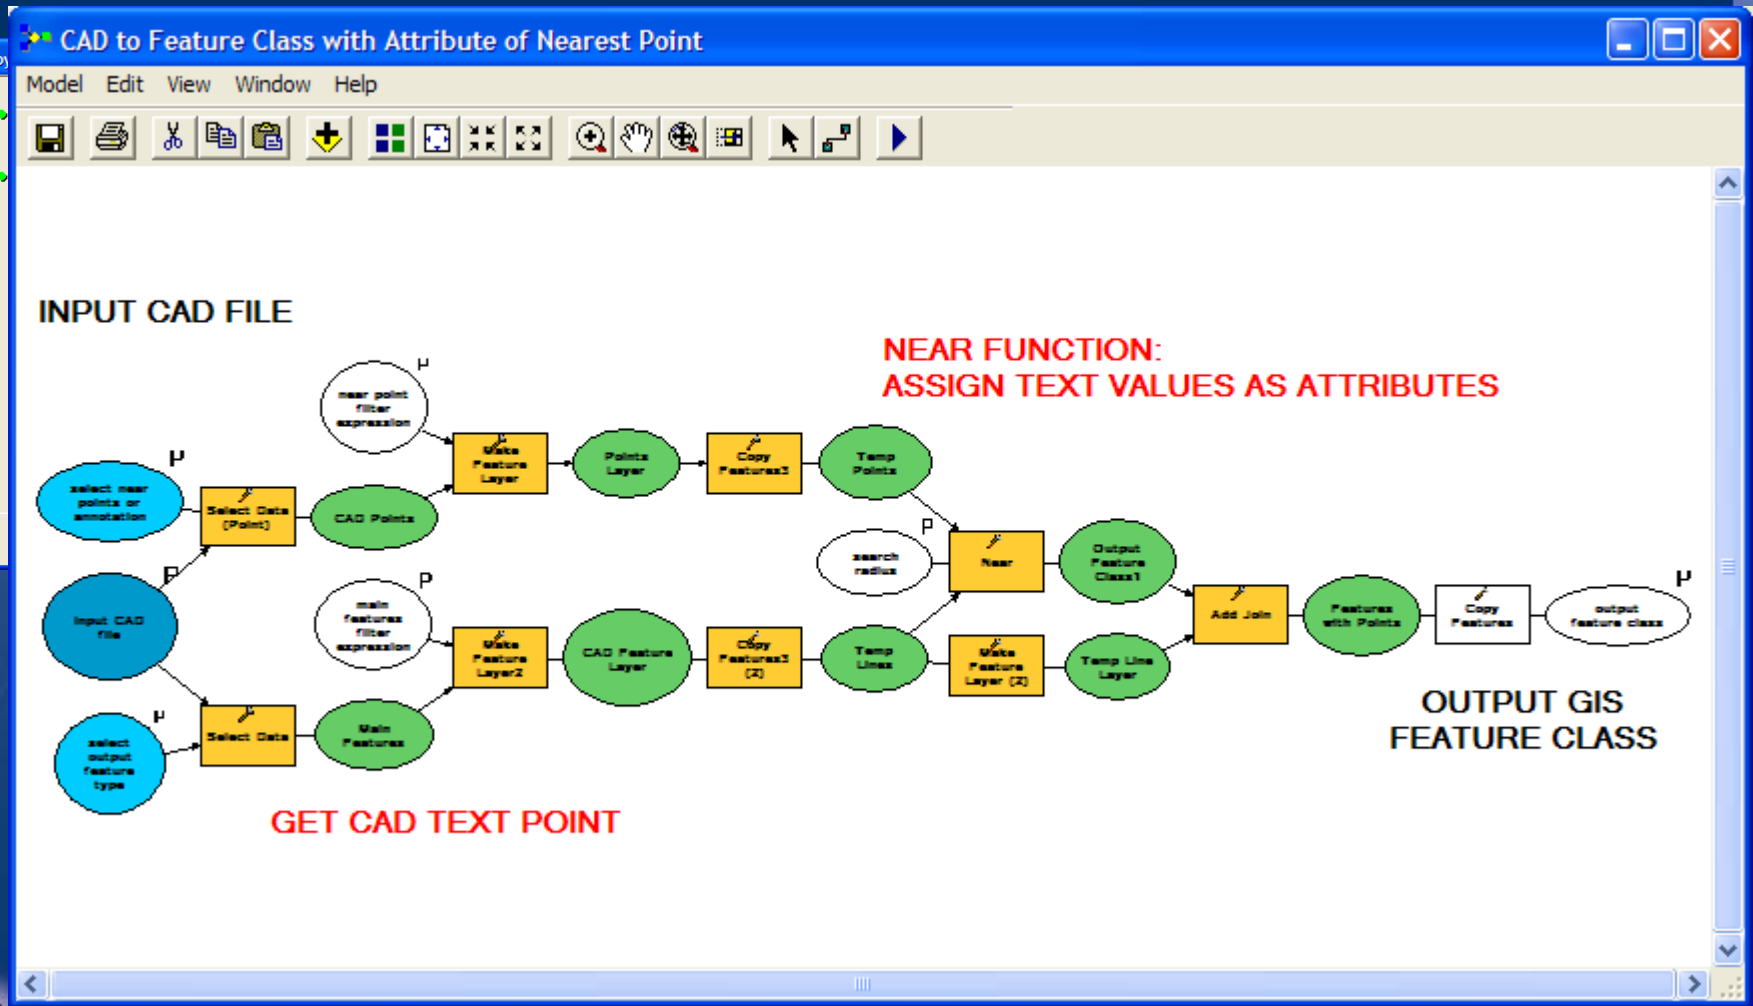 CAD to Feature Class with Attribute of Nearest Point
Model Edit View Window Help
INPUT CAD FILE
NEAR FUNCTION:
ASSIGN TEXT VALUES AS ATTRIBUTES
P
near point
filter
expression
Make
Feature
Layer
Points
Layer
Copy
Features3
Temp
Points
P
select near
points or
annotation
Select Data
(Point)
CAD Points
P
search
radius
Near
Output
Feature
Class1
P
Input CAD
file
P
main
features
filter
expression
Make
Feature
Layer2
CAD Feature
Layer
Copy
Features3
(2)
Temp
Lines
Make
Feature
Layer (2)
Temp Line
Layer
Add Join
Features
with Points
Copy
Features
P
output
feature class
P
select
output
feature
type
Select Data
Main
Features
OUTPUT GIS
FEATURE CLASS
GET CAD TEXT POINT